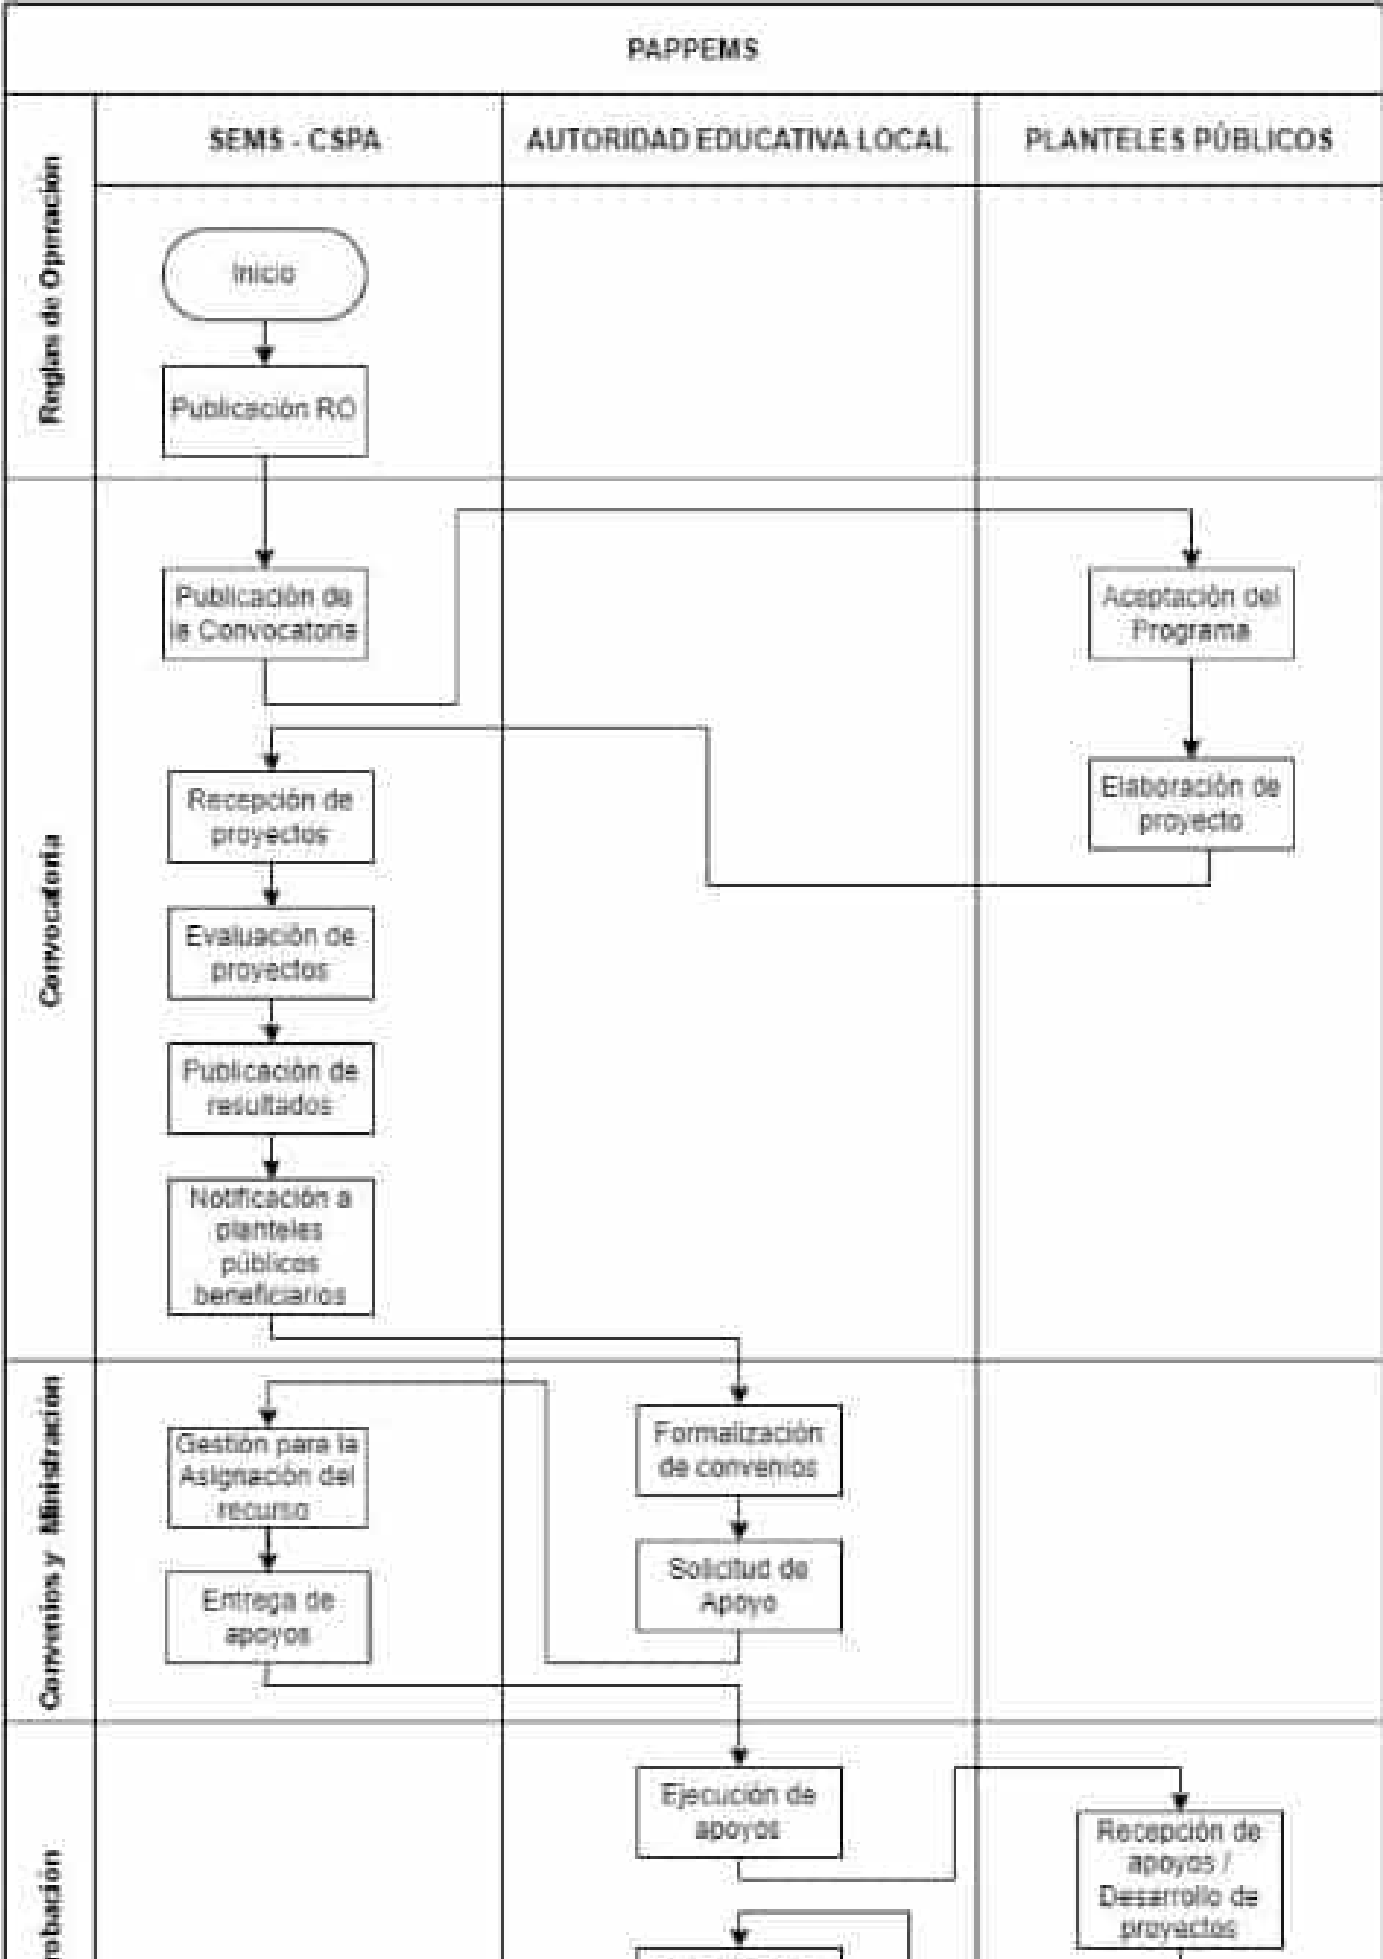 PAPPEMS
SEMS - CSPA
AUTORIDAD EDUCATIVA LOCAL
PLANTELES PÚBLICOS
Reglas de Operación
Inicio
Publicación RO
Convocatoria
Publicación de
la Convocatoria
Aceptación del
Programa
Elaboración de
proyecto
Recepción de
proyectos
Evaluación de
proyectos
Publicación de
resultados
Notificación a
planteles
públicos
beneficiarios
Convenios y Ministración
Formalización
de convenios
Solicitud de
Apoyo
Gestión para la
Asignación del
recurso
Entrega de
apoyos
Ejecución de
apoyos
Recepción de
apoyos /
Desarrollo de
proyectos
robación